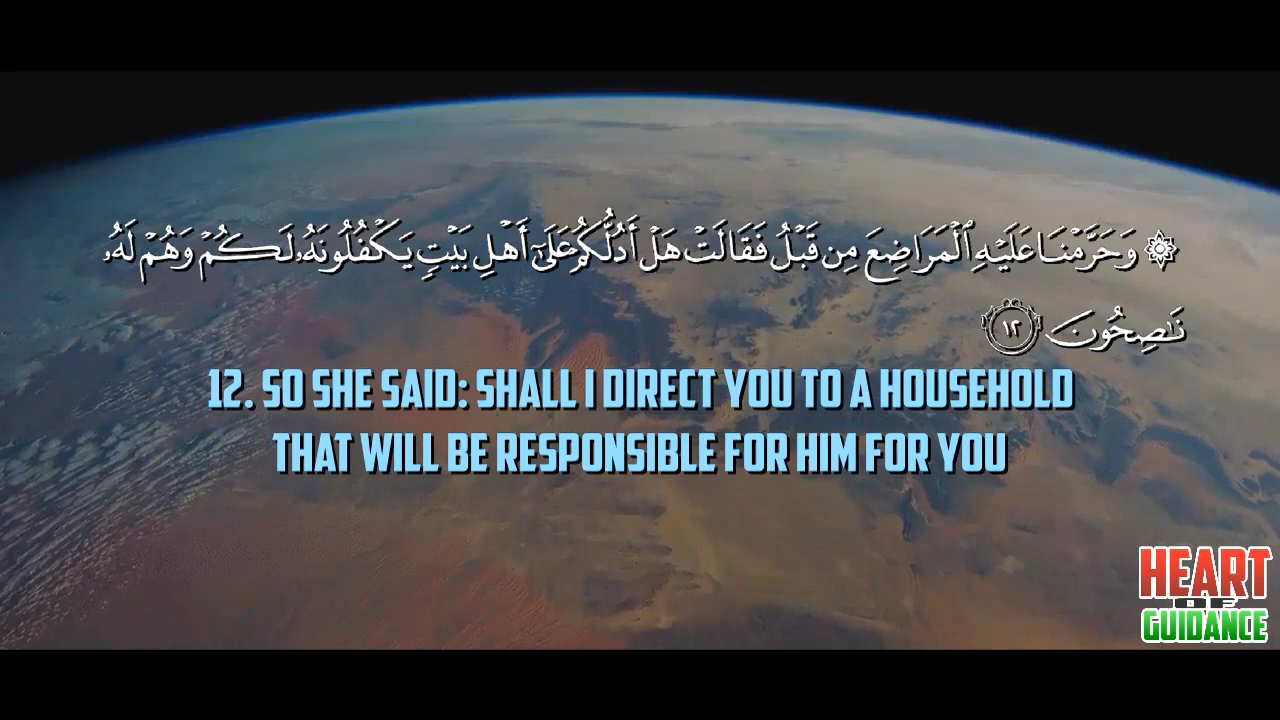 ۞ وَحَرَّمْنَا عَلَيْهِ ٱلْمَرَاضِعَ مِن قَبْلُ فَقَالَتْ هَلْ أَدُلُّكُمْ عَلَىٰٓ أَهْلِ بَيْتٍ يَكْفُلُونَهُۥ لَكُمْ وَهُمْ لَهُۥ
نَٰصِحُونَ ١٢
12. SO SHE SAID: SHALL I DIRECT YOU TO A HOUSEHOLD
THAT WILL BE RESPONSIBLE FOR HIM FOR YOU
HEART
OF
GUIDANCE